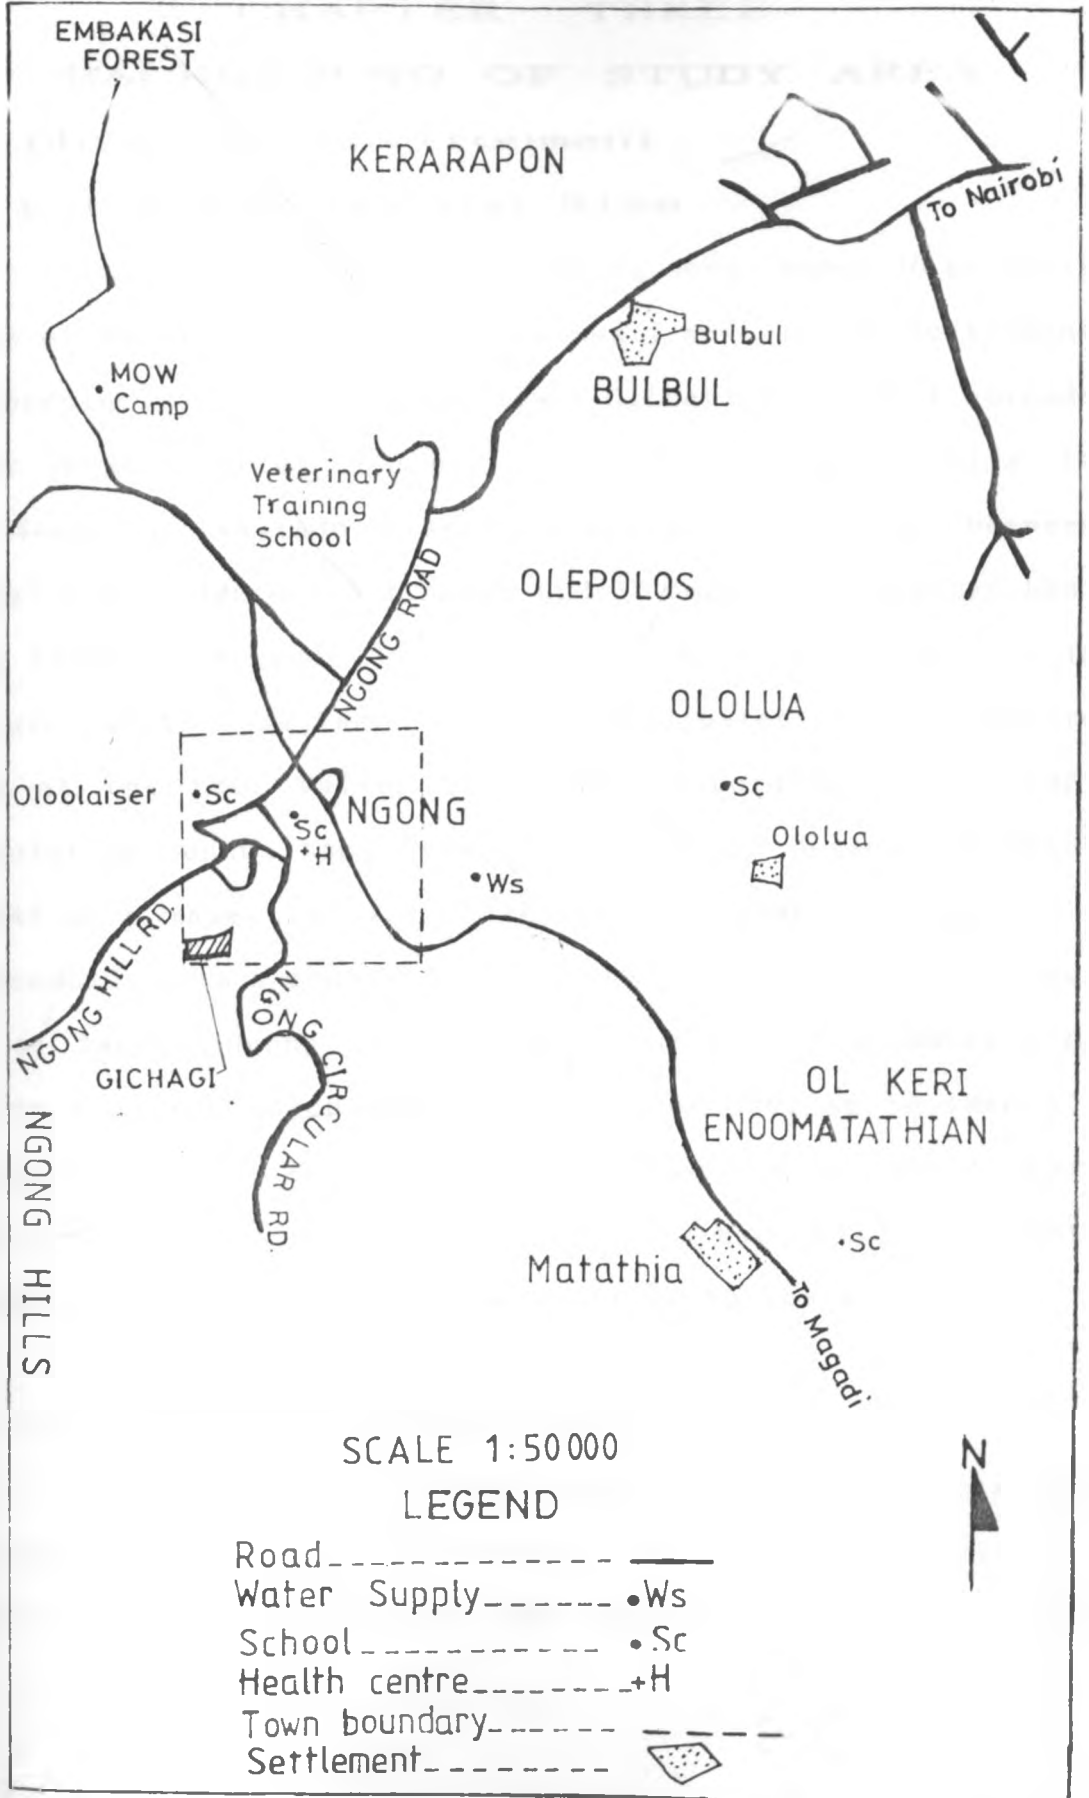 EMBAKASI
FOREST
KERARAPON
To Nairobi
Bulbul
BULBUL
MOW
Camp
Veterinary
Training
School
NGONG ROAD
OLEPOLOS
OLOLUA
Oloolaiser
Sc
Sc
+H
NGONG
Sc
Ololua
Ws
NGONG HILL RD.
GICHAGI
NGONG CIRCULAR RD.
NGONG HILLS
OL KERI
ENOOMATATHIAN
Sc
Matathia
To Magadi
SCALE 1:50000
N
LEGEND
Road
Water Supply Ws
School Sc
Health centre +H
Town boundary
Settlement